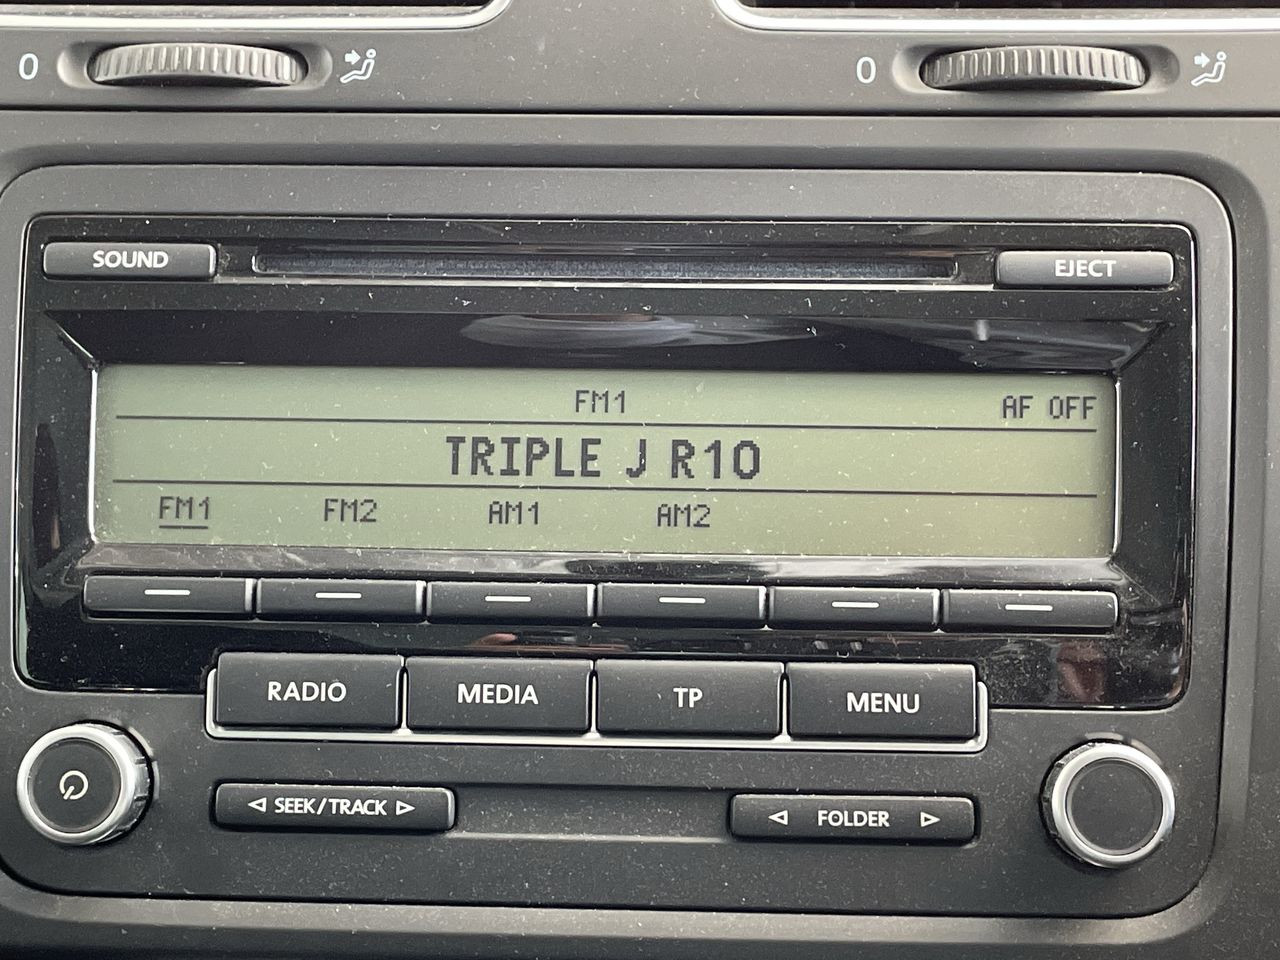 0 0
SOUND EJECT
FM1 AF OFF
TRIPLE J R10
FM1 FM2 AM1 AM2
RADIO MEDIA TP MENU
SEEK/TRACK FOLDER